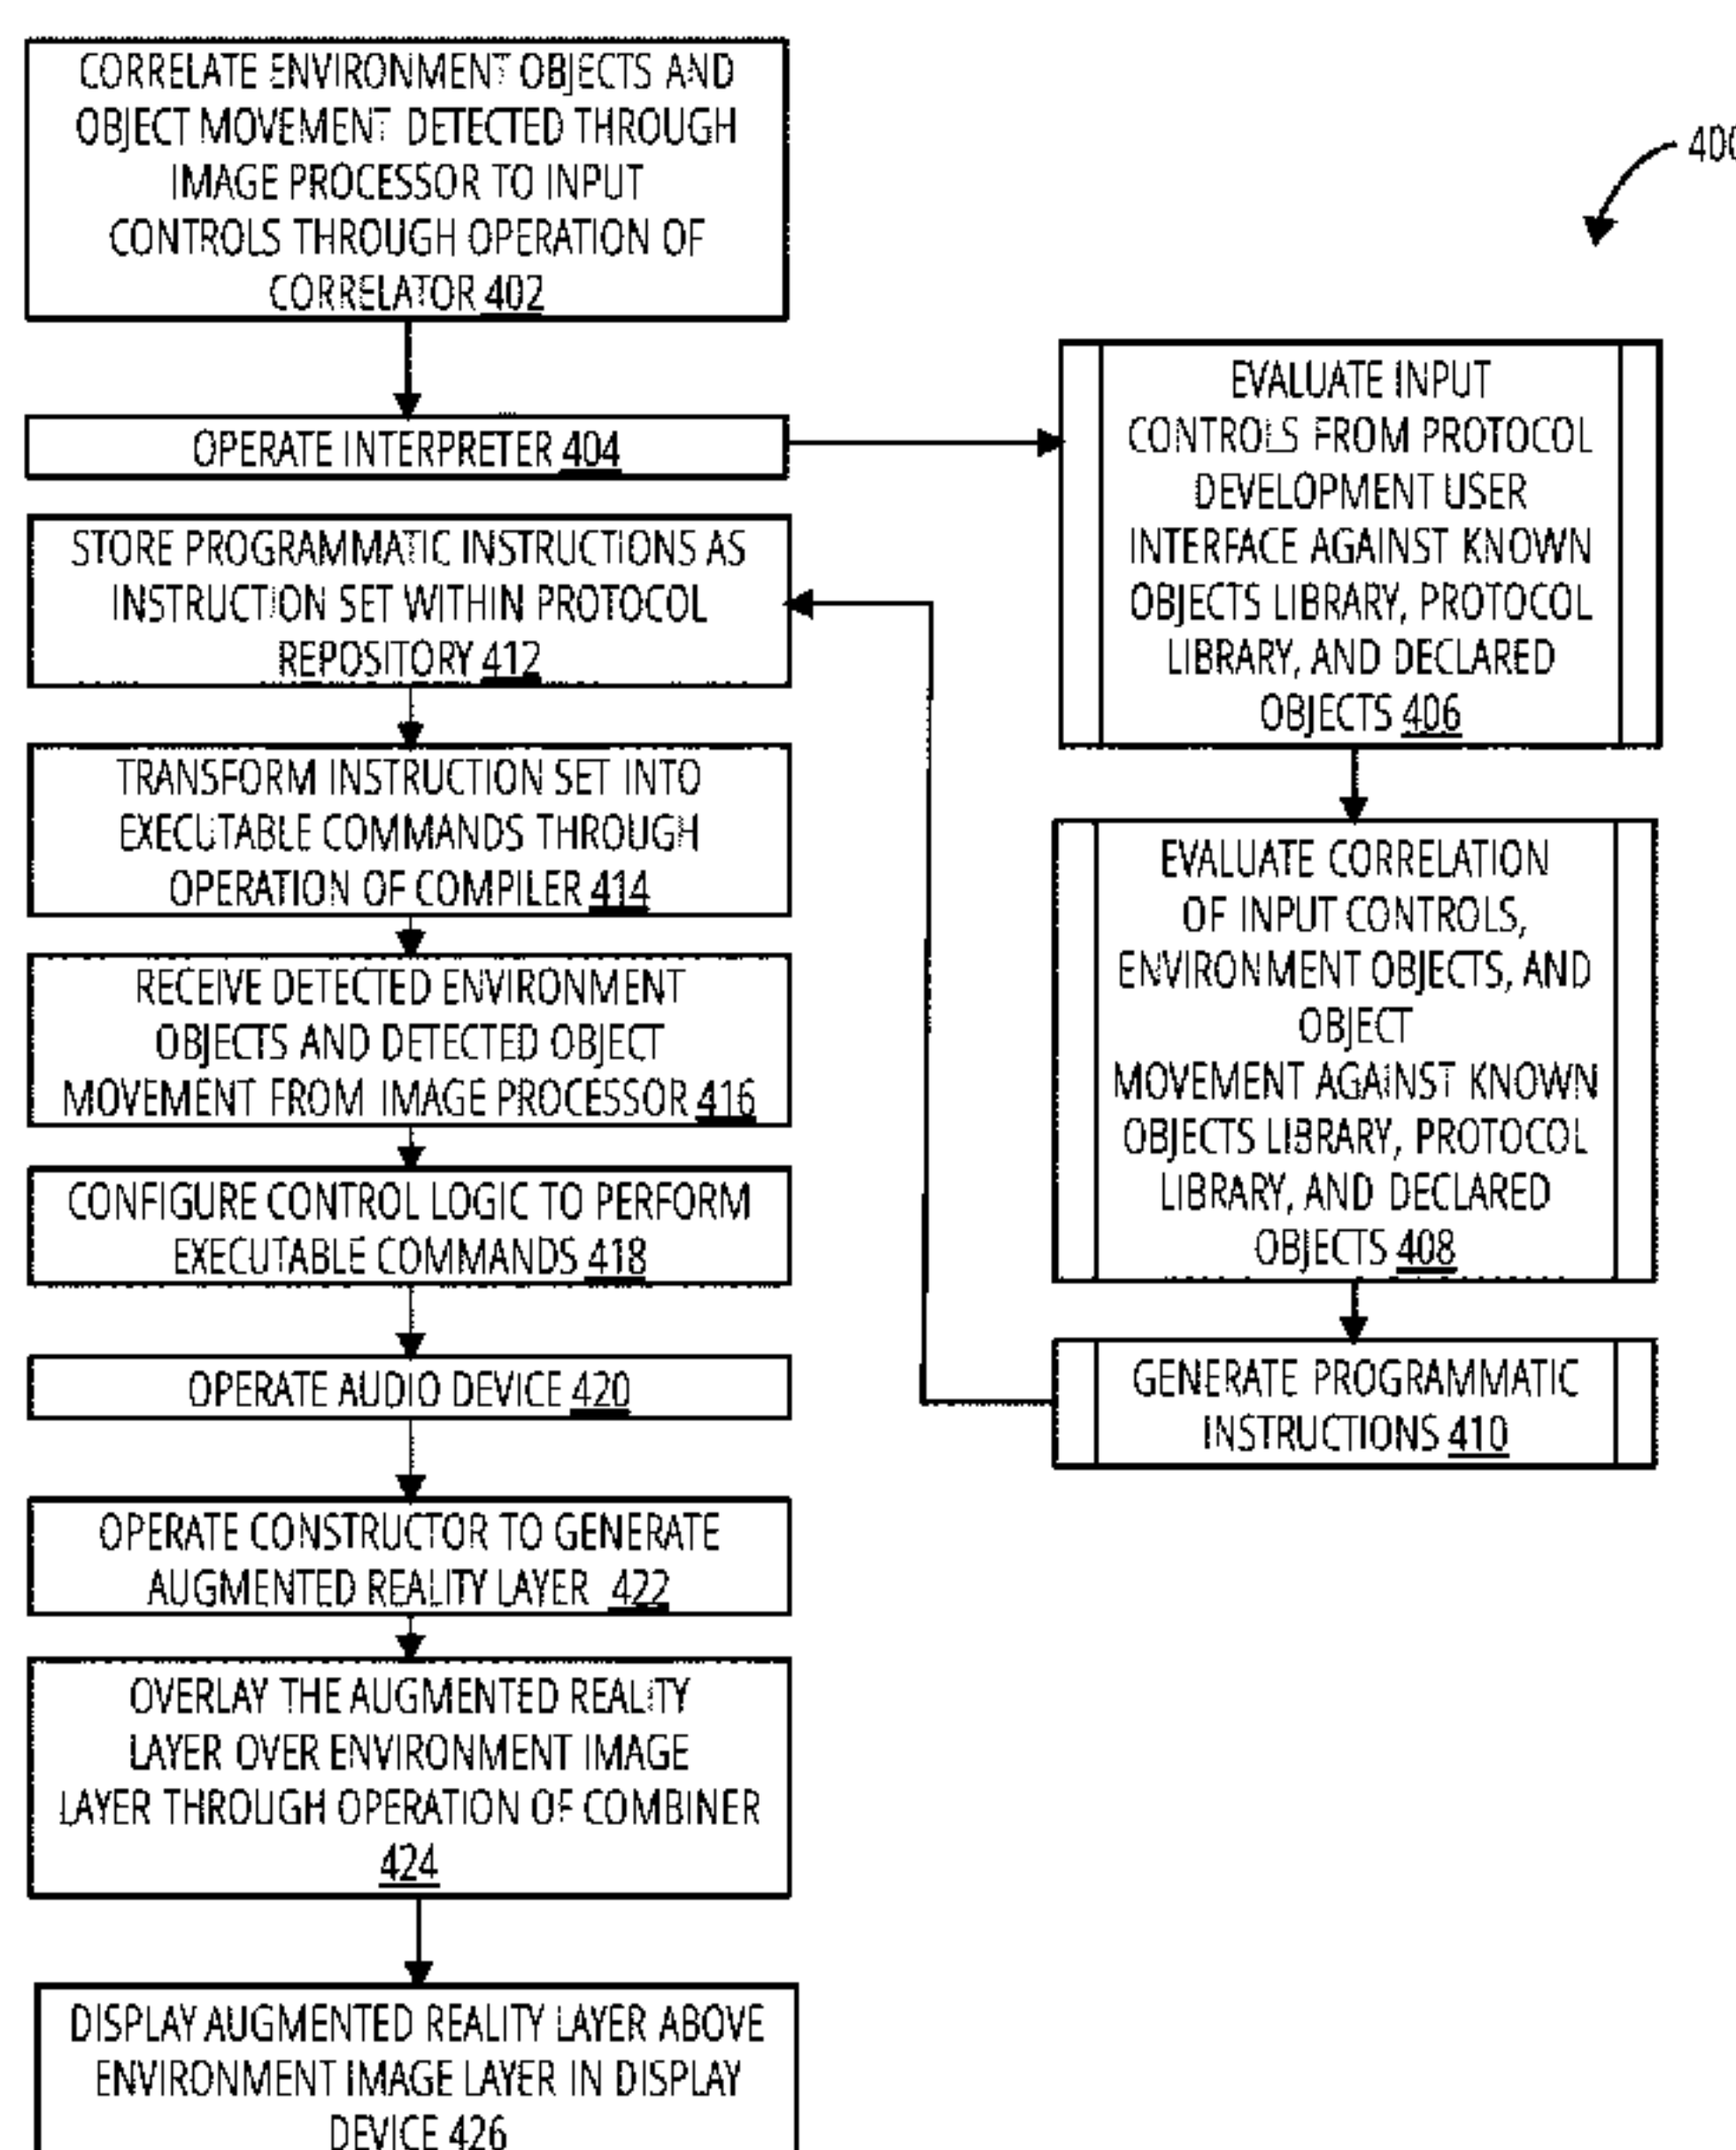 CORRELATE ENVIRONMENT OBJECTS AND
OBJECT MOVEMENT DETECTED THROUGH
IMAGE PROCESSOR TO INPUT
CONTROLS THROUGH OPERATION OF
CORRELATOR 402
400
OPERATE INTERPRETER 404
EVALUATE INPUT
CONTROLS FROM PROTOCOL
DEVELOPMENT USER
INTERFACE AGAINST KNOWN
OBJECTS LIBRARY, PROTOCOL
LIBRARY, AND DECLARED
OBJECTS 406
EVALUATE CORRELATION
OF INPUT CONTROLS,
ENVIRONMENT OBJECTS, AND
OBJECT
MOVEMENT AGAINST KNOWN
OBJECTS LIBRARY, PROTOCOL
LIBRARY, AND DECLARED
OBJECTS 408
GENERATE PROGRAMMATIC
INSTRUCTIONS 410
STORE PROGRAMMATIC INSTRUCTIONS AS
INSTRUCTION SET WITHIN PROTOCOL
REPOSITORY 412
TRANSFORM INSTRUCTION SET INTO
EXECUTABLE COMMANDS THROUGH
OPERATION OF COMPILER 414
RECEIVE DETECTED ENVIRONMENT
OBJECTS AND DETECTED OBJECT
MOVEMENT FROM IMAGE PROCESSOR 416
CONFIGURE CONTROL LOGIC TO PERFORM
EXECUTABLE COMMANDS 418
OPERATE AUDIO DEVICE 420
OPERATE CONSTRUCTOR TO GENERATE
AUGMENTED REALITY LAYER 422
OVERLAY THE AUGMENTED REALITY
LAYER OVER ENVIRONMENT IMAGE
LAYER THROUGH OPERATION OF COMBINER
424
DISPLAY AUGMENTED REALITY LAYER ABOVE
ENVIRONMENT IMAGE LAYER IN DISPLAY
DEVICE 426